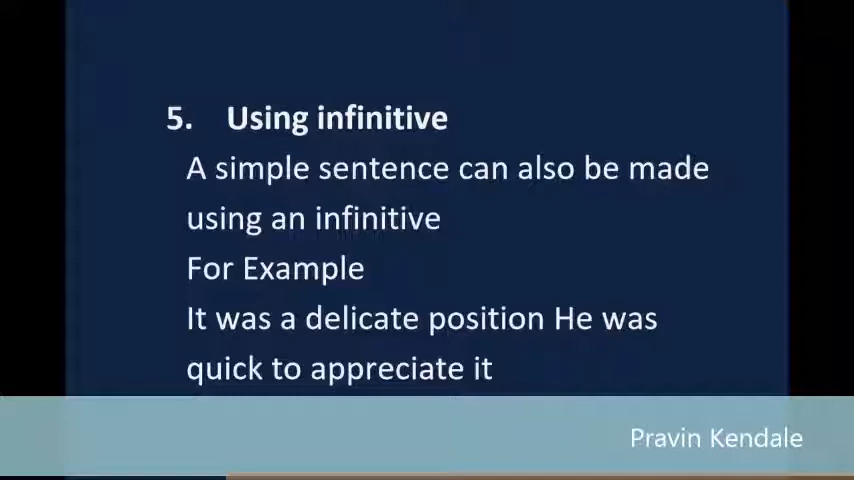 5. Using infinitive
A simple sentence can also be made
using an infinitive
For Example
It was a delicate position He was
quick to appreciate it
Pravin Kendale